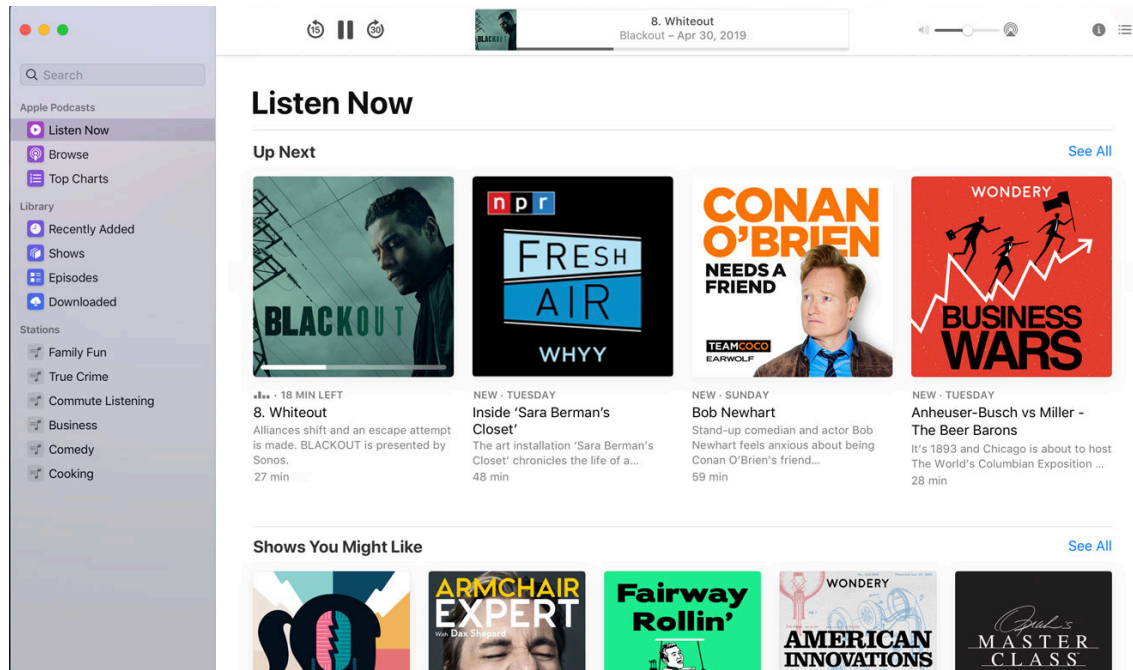 15
30
BLACKOUT
8. Whiteout
Blackout – Apr 30, 2019
Search
Apple Podcasts
Listen Now
Browse
Top Charts
Library
Recently Added
Shows
Episodes
Downloaded
Stations
Family Fun
True Crime
Commute Listening
Business
Comedy
Cooking
Listen Now
Up Next
See All
BLACKOUT
18 MIN LEFT
8. Whiteout
Alliances shift and an escape attempt
is made. BLACKOUT is presented by
Sonos.
27 min
npr
FRESH
AIR
WHYY
NEW · TUESDAY
Inside ‘Sara Berman’s
Closet’
The art installation ‘Sara Berman’s
Closet’ chronicles the life of a...
48 min
CONAN
O’BRIEN
NEEDS A
FRIEND
TEAMCOCO
EARWOLF
NEW · SUNDAY
Bob Newhart
Stand-up comedian and actor Bob
Newhart feels anxious about being
Conan O’Brien’s friend...
59 min
WONDERY
BUSINESS
WARS
NEW · TUESDAY
Anheuser-Busch vs Miller -
The Beer Barons
It’s 1893 and Chicago is about to host
The World’s Columbian Exposition ...
28 min
Shows You Might Like
See All
ARMCHAIR
EXPERT
With Dax Shepard
Fairway
Rollin’
WONDERY
AMERICAN
INNOVATIONS
Oprah’s
MASTER
CLASS